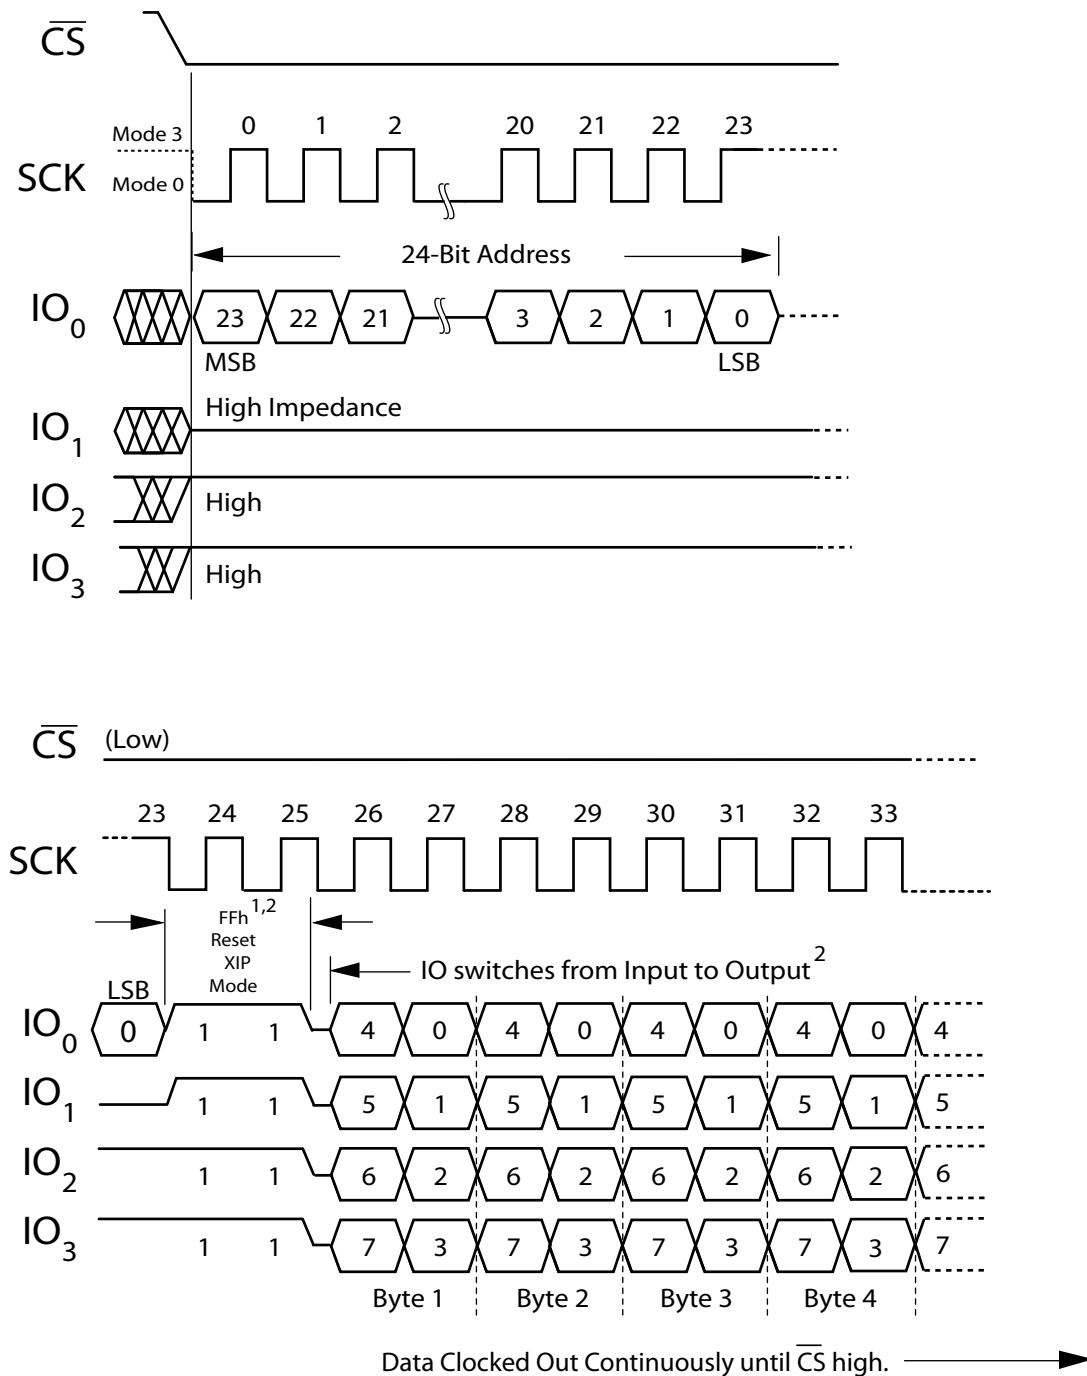 CS
Mode 3
0 1 2 20 21 22 23
SCK
Mode 0
24-Bit Address
IO0
23 22 21 3 2 1 0
MSB LSB
High Impedance
IO1
IO2
High
IO3
High
CS (Low)
23 24 25 26 27 28 29 30 31 32 33
SCK
FFh 1,2
Reset
XIP
Mode
IO switches from Input to Output 2
LSB
IO0 0 1 1 4 0 4 0 4 0 4 0 4
IO1 1 1 5 1 5 1 5 1 5 1 5
IO2 1 1 6 2 6 2 6 2 6 2 6
IO3 1 1 7 3 7 3 7 3 7 3 7
Byte 1 Byte 2 Byte 3 Byte 4
Data Clocked Out Continuously until CS high.